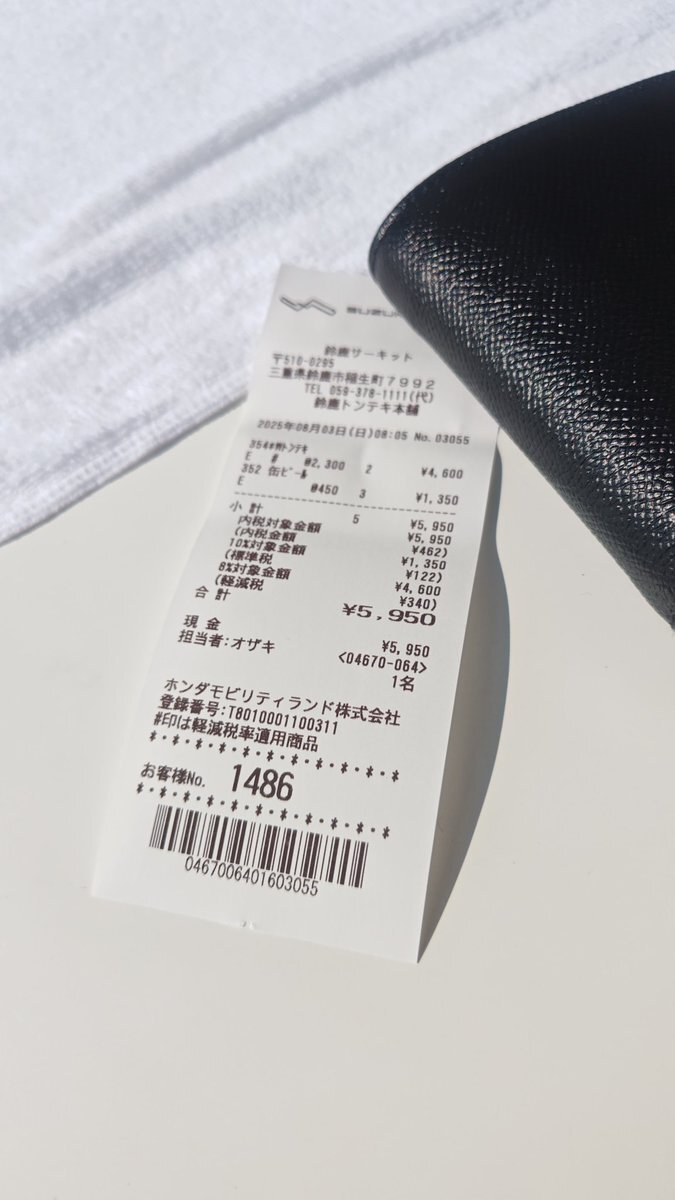 鈴鹿サーキット
〒510-0295
三重県鈴鹿市稲生町7992
TEL 059-378-1111(代)
鈴鹿トンテキ本舗
2025年08月03日(日)08:05 No.03055
354#外トンテキ
E # @2,300 2 ¥4,600
352 缶ビール
E @450 3 ¥1,350
小計 5 ¥5,950
内税対象金額 ¥5,950
(内税金額 ¥462)
10%対象金額 ¥1,350
(標準税 ¥122)
8%対象金額 ¥4,600
(軽減税 ¥340)
合計 ¥5,950
現金 ¥5,950
担当者:オザキ <04670-064>
1名
ホンダモビリティランド株式会社
登録番号:T8010001100311
#印は軽減税率適用商品
*・*・*・*・*・*・*・*・*・*・*
お客様No. 1486
*・*・*・*・*・*・*・*・*・*・*
0467006401603055